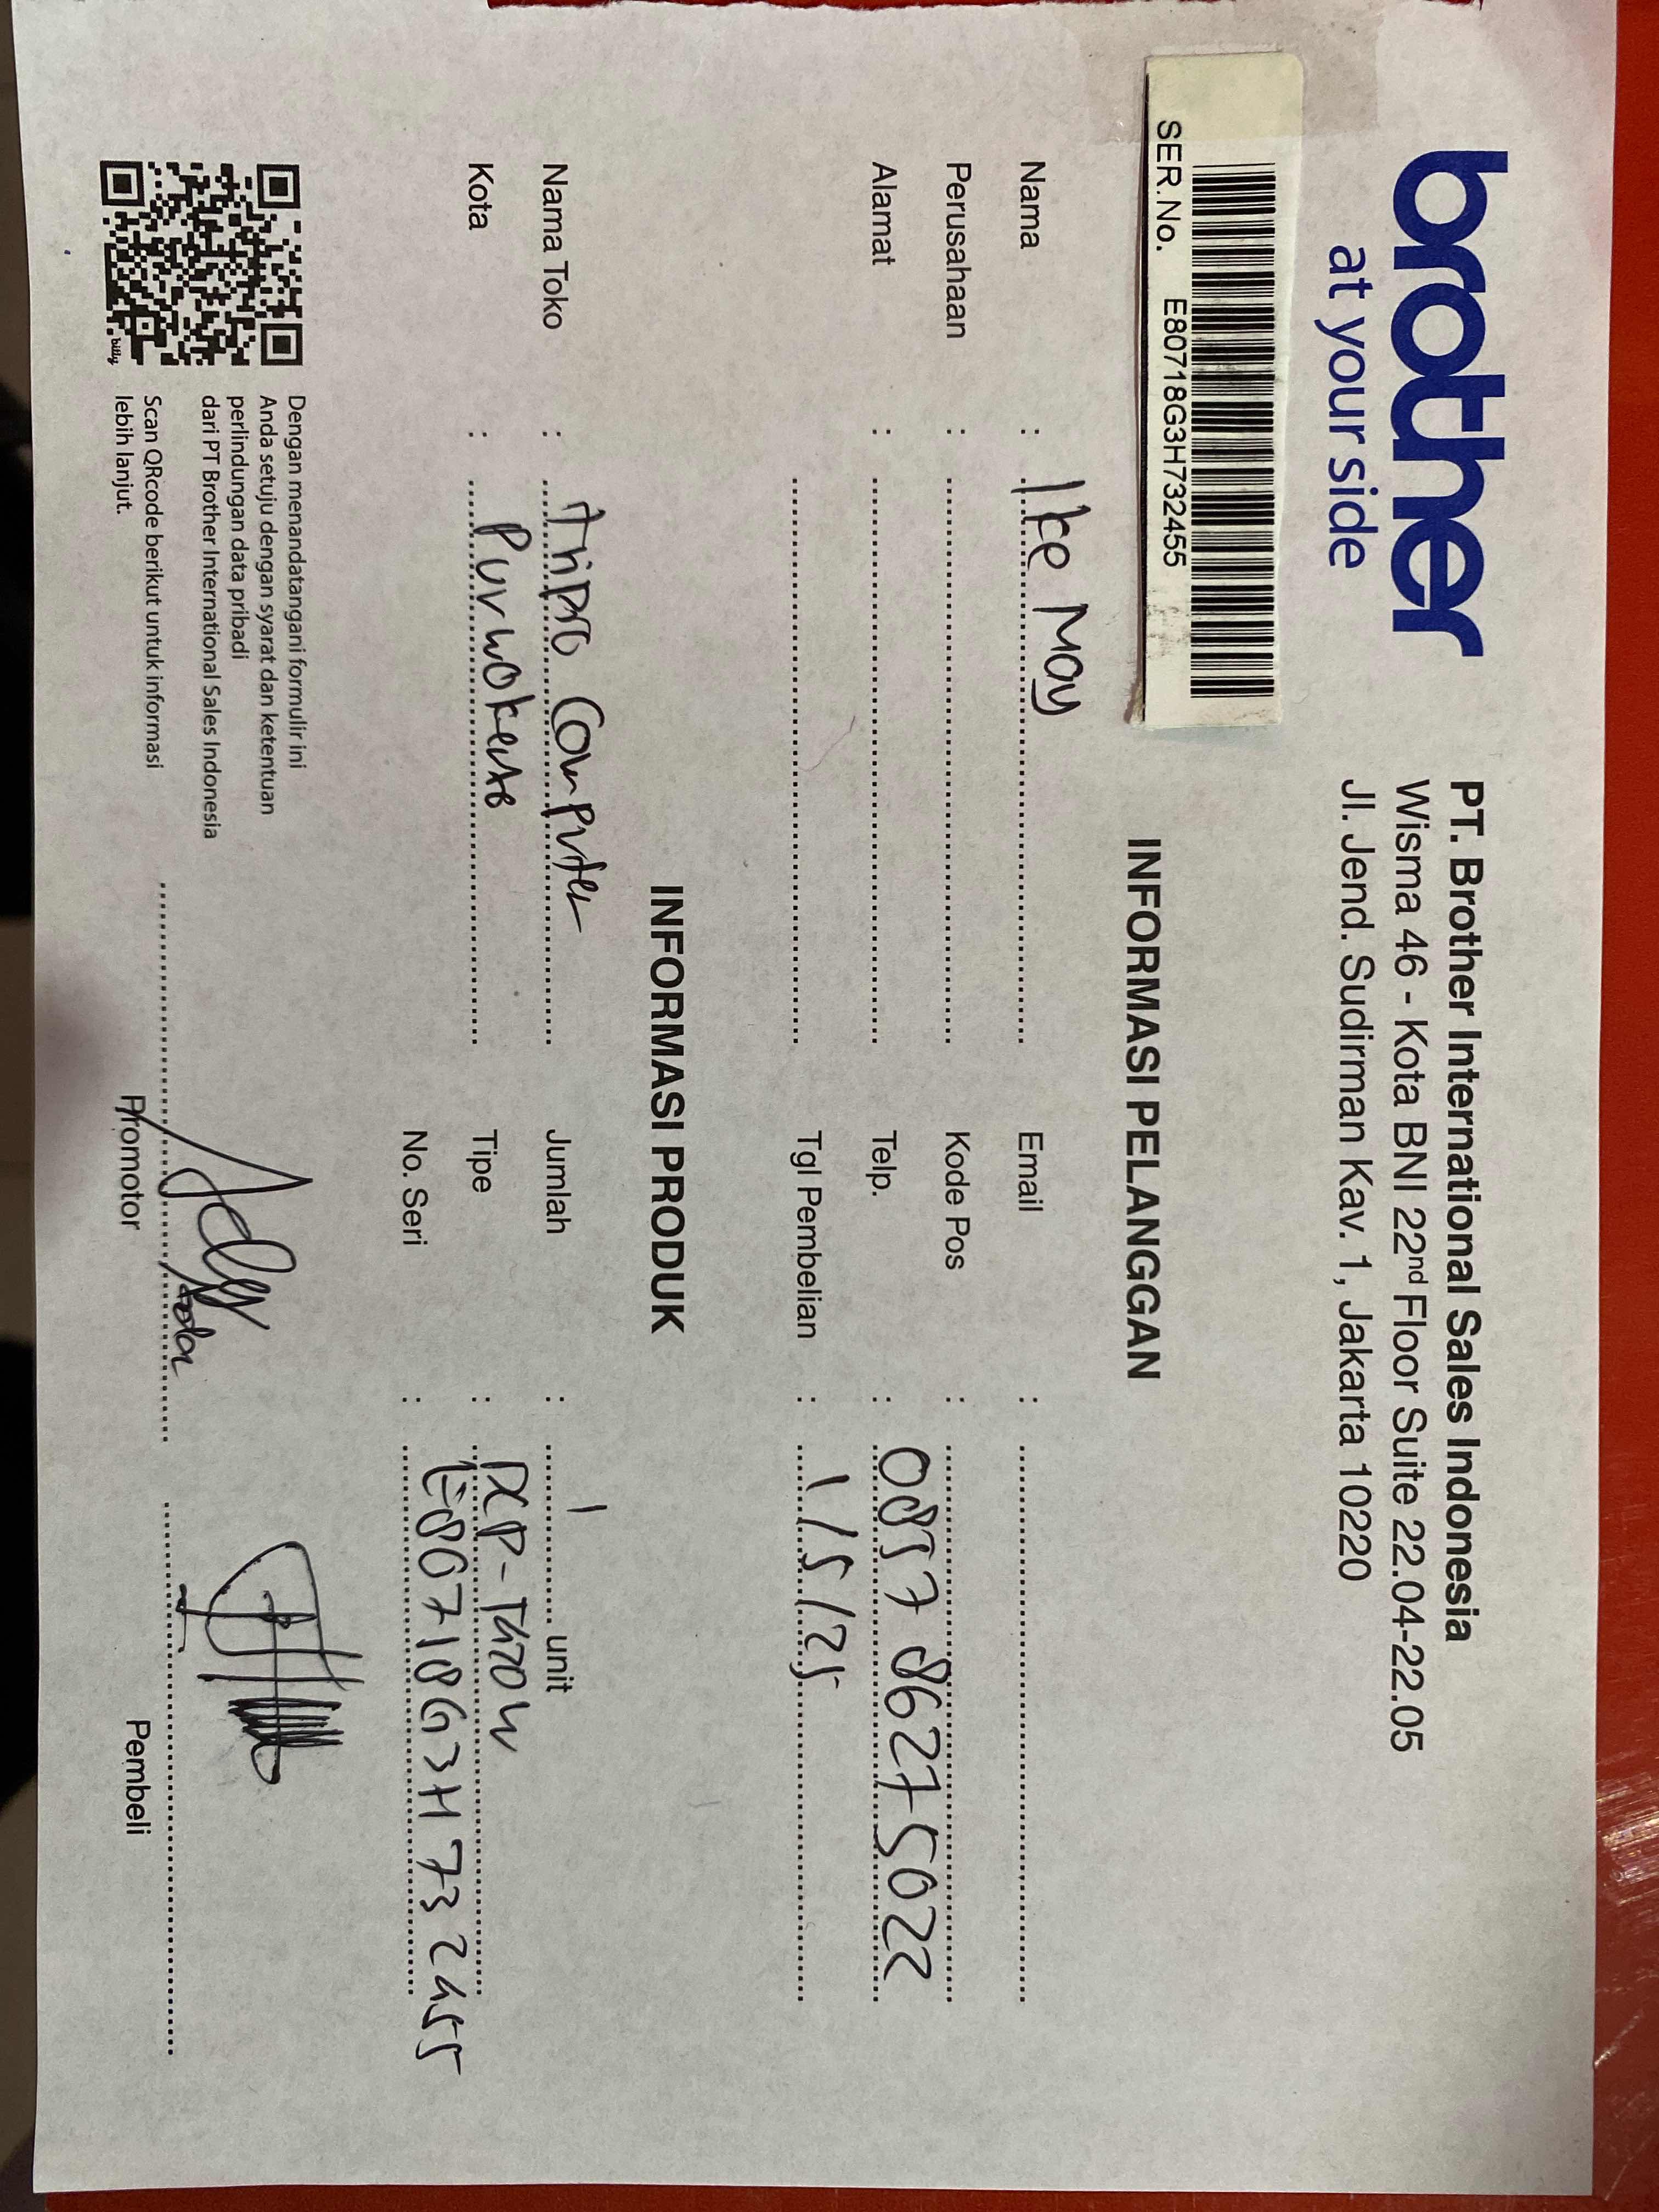 brother
at your side
PT. Brother International Sales Indonesia
Wisma 46 - Kota BNI 22nd Floor Suite 22.04-22.05
Jl. Jend. Sudirman Kav. 1, Jakarta 10220
SER. No. E80718G3H732455
INFORMASI PELANGGAN
Nama : Ike May
Email :
Perusahaan :
Kode Pos :
Alamat :
Telp. : 0857 8627 5022
Tgl Pembelian : 1/5/25
INFORMASI PRODUK
Nama Toko : Computer
Jumlah : 1 unit
Kota : Purwokerto
Tipe : DCP-T420W
No. Seri : E80718G3H732455
Dengan menandatangani formulir ini
Anda setuju dengan syarat dan ketentuan
perlindungan data pribadi
dari PT Brother International Sales Indonesia
Scan QRcode berikut untuk informasi
lebih lanjut.
billy
Promotor
Pembeli